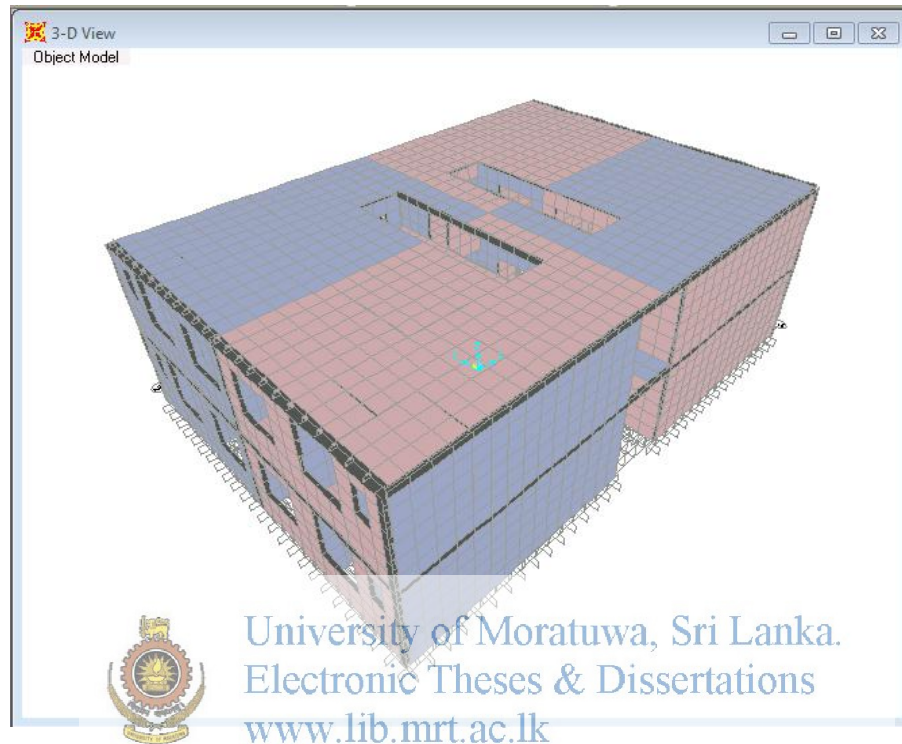 3-D View
Object Model
University of Moratuwa, Sri Lanka.
Electronic Theses & Dissertations
www.lib.mrt.ac.lk